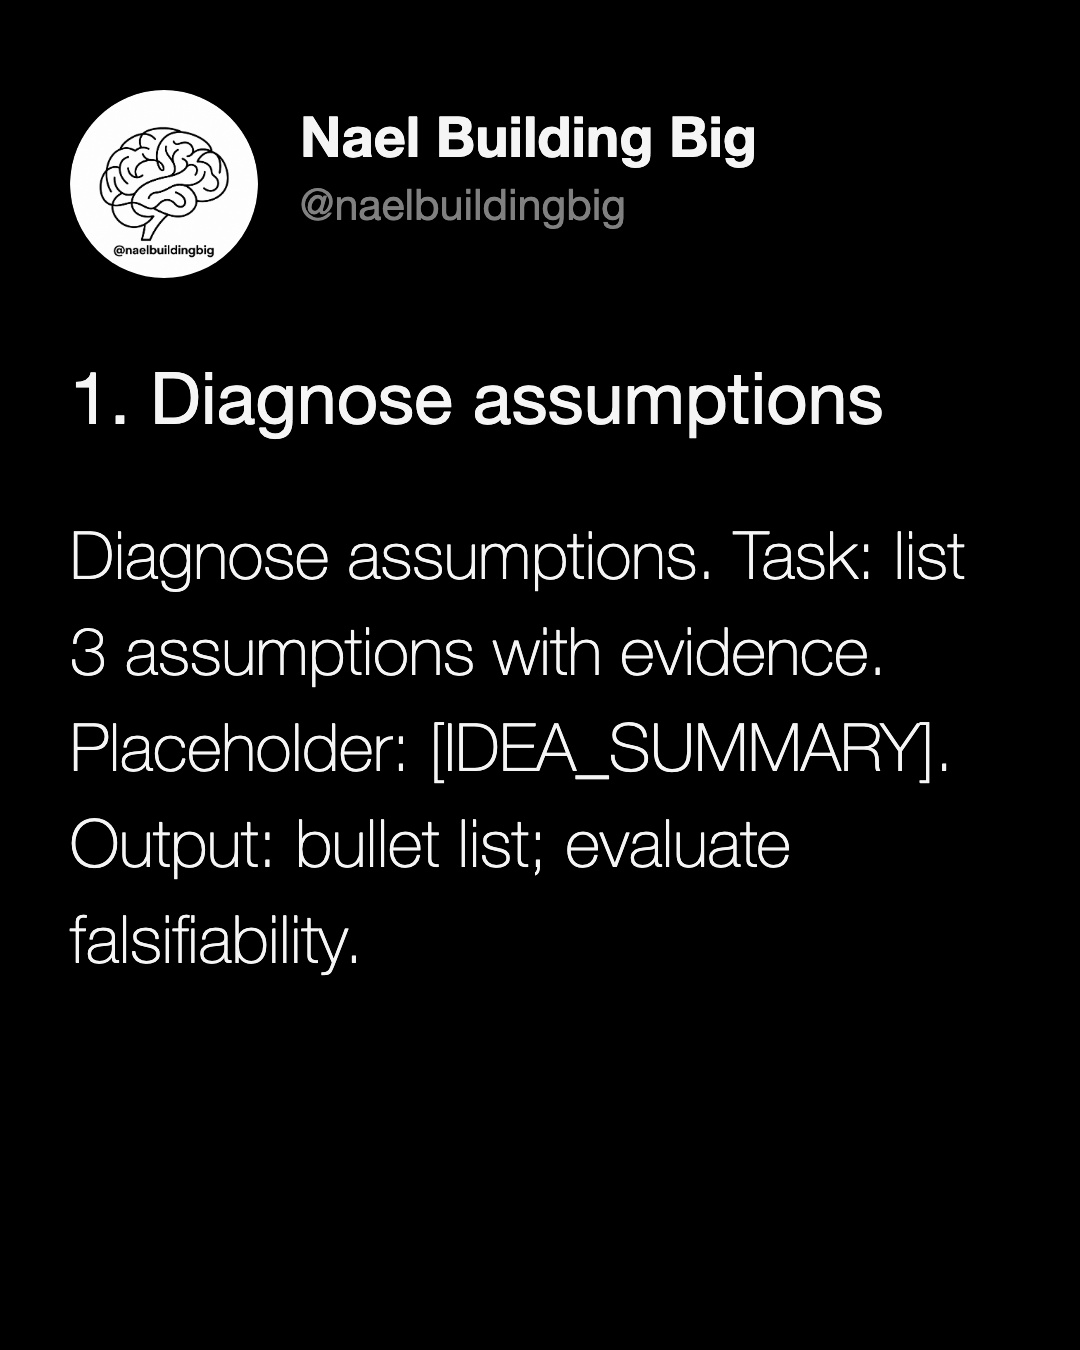 Nael Building Big
@naelbuildingbig
@naelbuildingbig
1. Diagnose assumptions
Diagnose assumptions. Task: list
3 assumptions with evidence.
Placeholder: [IDEA_SUMMARY].
Output: bullet list; evaluate
falsifiability.